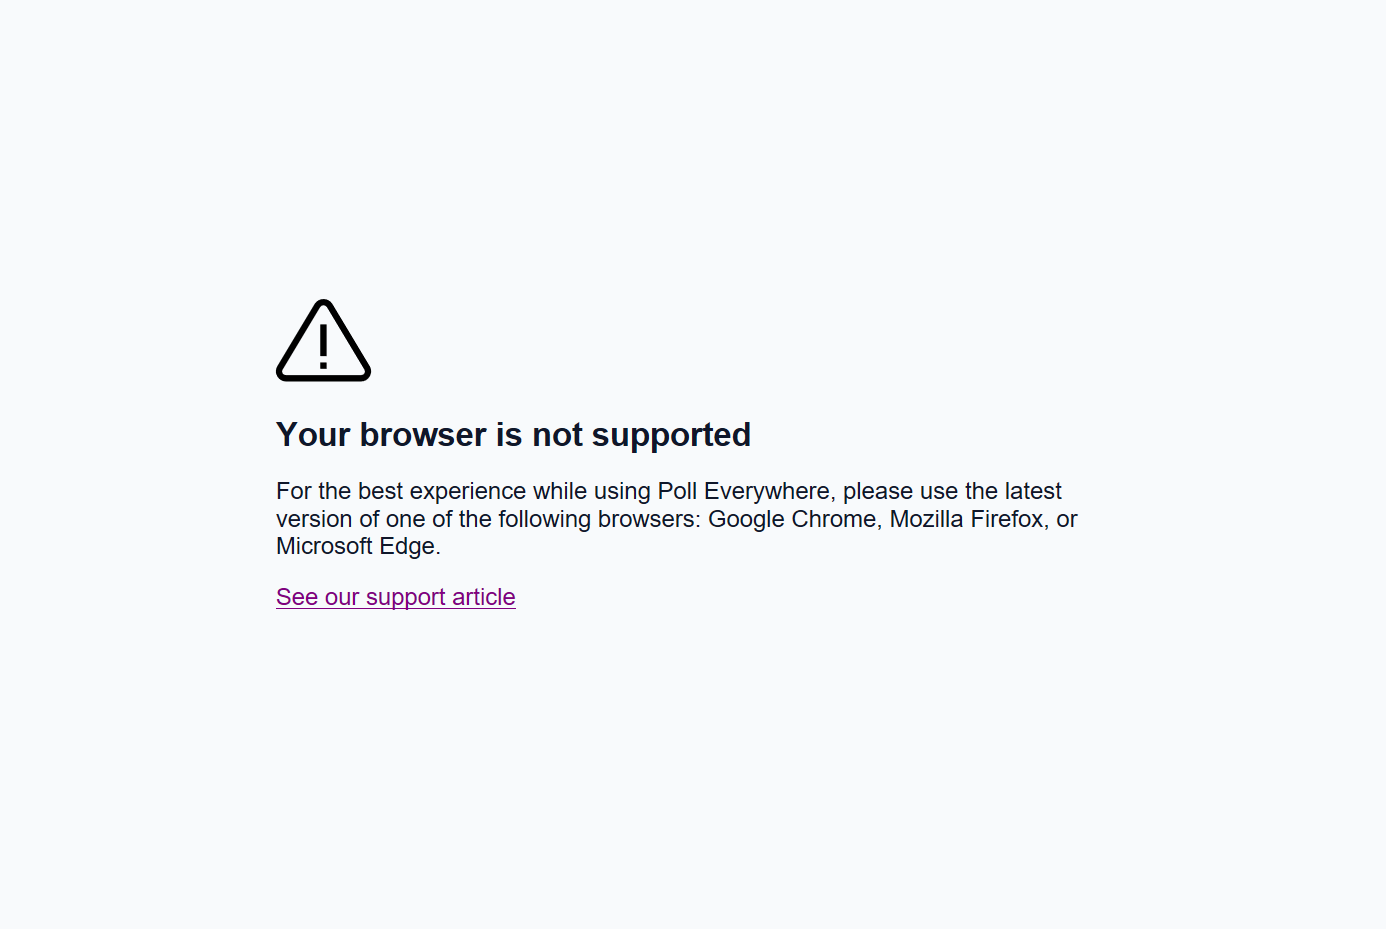 Your browser is not supported
For the best experience while using Poll Everywhere, please use the latest
version of one of the following browsers: Google Chrome, Mozilla Firefox, or
Microsoft Edge.
See our support article